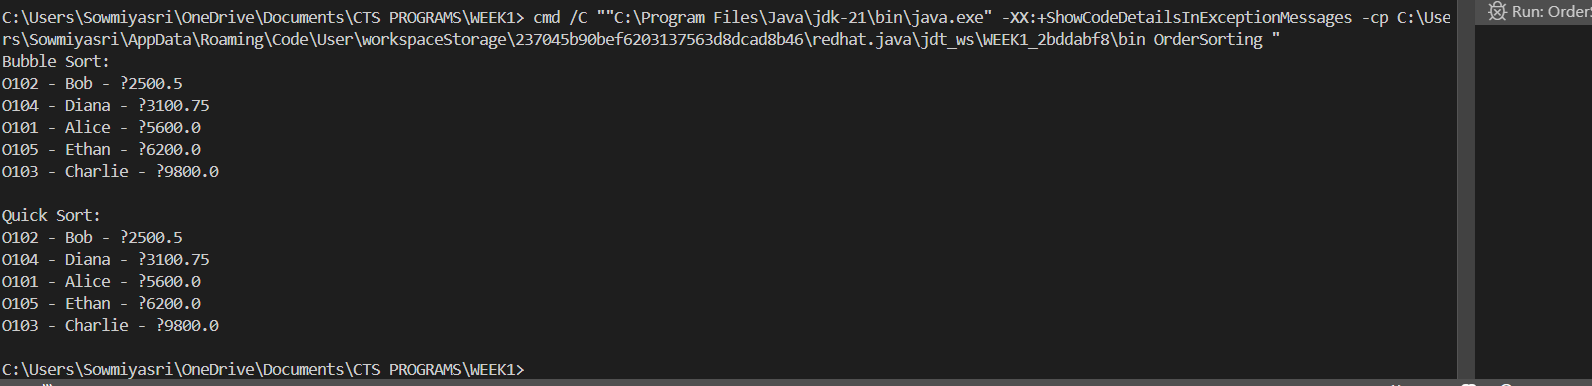 Run: Order
C:\Users\Sowmiyasri\OneDrive\Documents\CTS PROGRAMS\WEEK1> cmd /C ""C:\Program Files\Java\jdk-21\bin\java.exe" -XX:+ShowCodeDetailsInExceptionMessages -cp C:\Use
rs\Sowmiyasri\AppData\Roaming\Code\User\workspaceStorage\237045b90bef6203137563d8dcad8b46\redhat.java\jdt_ws\WEEK1_2bddabf8\bin OrderSorting "
Bubble Sort:
O102 - Bob - ?2500.5
O104 - Diana - ?3100.75
O101 - Alice - ?5600.0
O105 - Ethan - ?6200.0
O103 - Charlie - ?9800.0
Quick Sort:
O102 - Bob - ?2500.5
O104 - Diana - ?3100.75
O101 - Alice - ?5600.0
O105 - Ethan - ?6200.0
O103 - Charlie - ?9800.0
C:\Users\Sowmiyasri\OneDrive\Documents\CTS PROGRAMS\WEEK1>